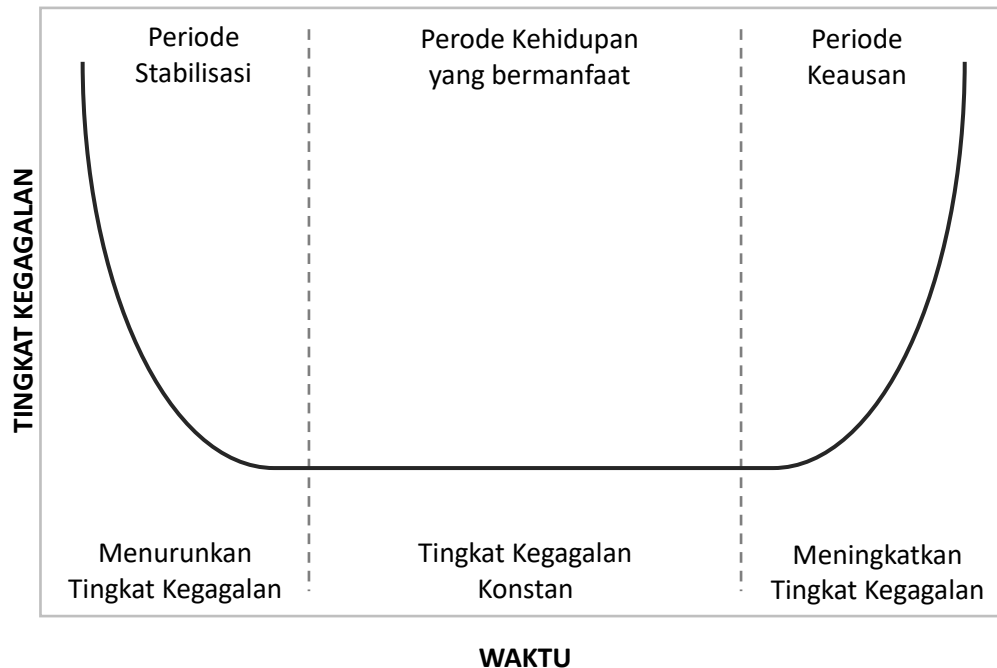 Periode
Stabilisasi
Perode Kehidupan
yang bermanfaat
Periode
Keausan
TINGKAT KEGAGALAN
Menurunkan
Tingkat Kegagalan
Tingkat Kegagalan
Konstan
Meningkatkan
Tingkat Kegagalan
WAKTU